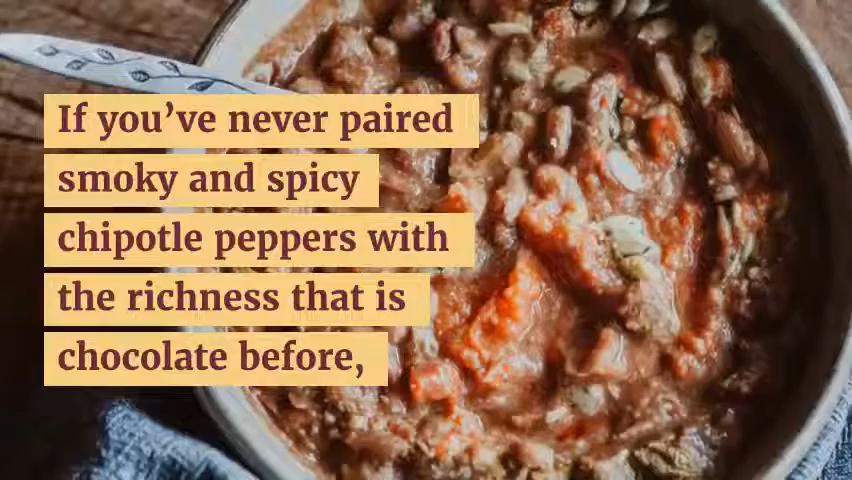 If you’ve never paired
smoky and spicy
chipotle peppers with
the richness that is
chocolate before,